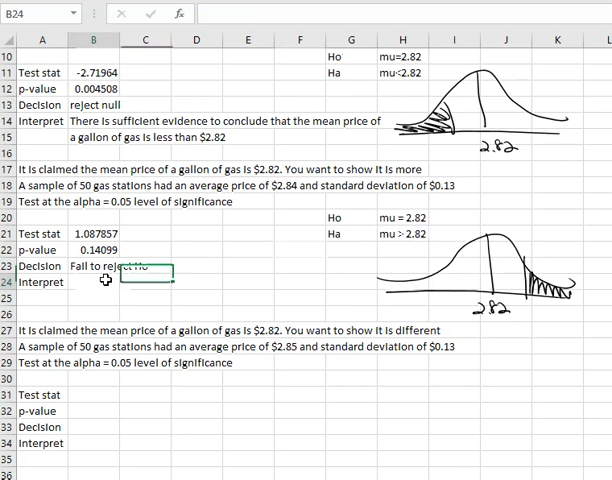 B24 fx
A B C D E F G H I J K L
10 Ho mu=2.82
11 Test stat -2.71964 Ha mu<2.82
12 p-value 0.004508
13 Decision reject null
14 Interpret There is sufficient evidence to conclude that the mean price of
15 a gallon of gas is less than $2.82
2.82
16
17 It is claimed the mean price of a gallon of gas is $2.82. You want to show it is more
18 A sample of 50 gas stations had an average price of $2.84 and standard deviation of $0.13
19 Test at the alpha = 0.05 level of significance
20 Ho mu = 2.82
21 Test stat 1.087857 Ha mu > 2.82
22 p-value 0.14099
23 Decision Fail to reject Ho
24 Interpret
25
2.82
26
27 It is claimed the mean price of a gallon of gas is $2.82. You want to show it is different
28 A sample of 50 gas stations had an average price of $2.85 and standard deviation of $0.13
29 Test at the alpha = 0.05 level of significance
30
31 Test stat
32 p-value
33 Decision
34 Interpret
35
36